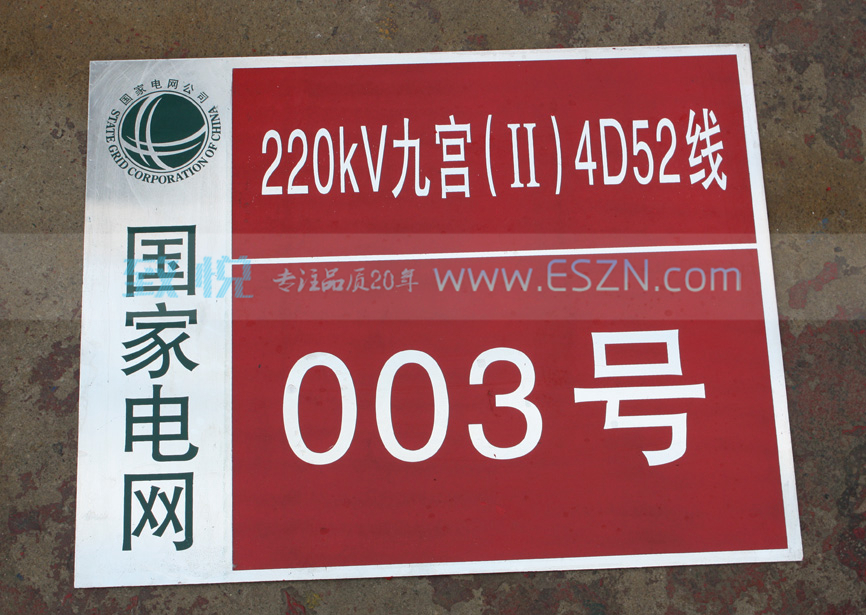 国家电网公司
STATE GRID CORPORATION OF CHINA
国家电网
220kV九宫(II)4D52线
致悦 专注品质20年 www.ESZN.com
003号